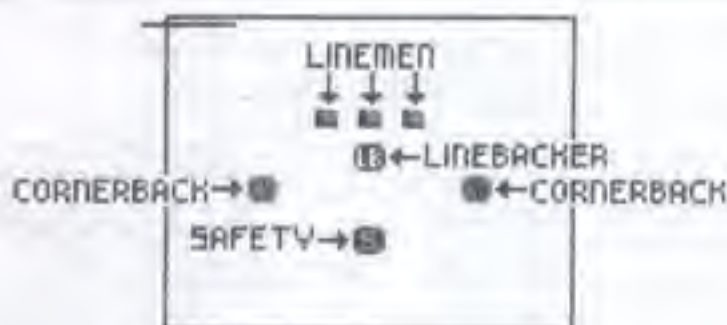 LINEMEN
LB ←LINEBACKER
CORNERBACK→ ←CORNERBACK
SAFETY→ S